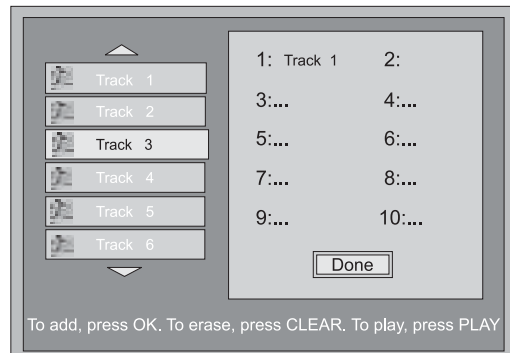 Track 1
Track 2
Track 3
Track 4
Track 5
Track 6
1: Track 1 2:
3:... 4:...
5:... 6:...
7:... 8:...
9:... 10:...
Done
To add, press OK. To erase, press CLEAR. To play, press PLAY